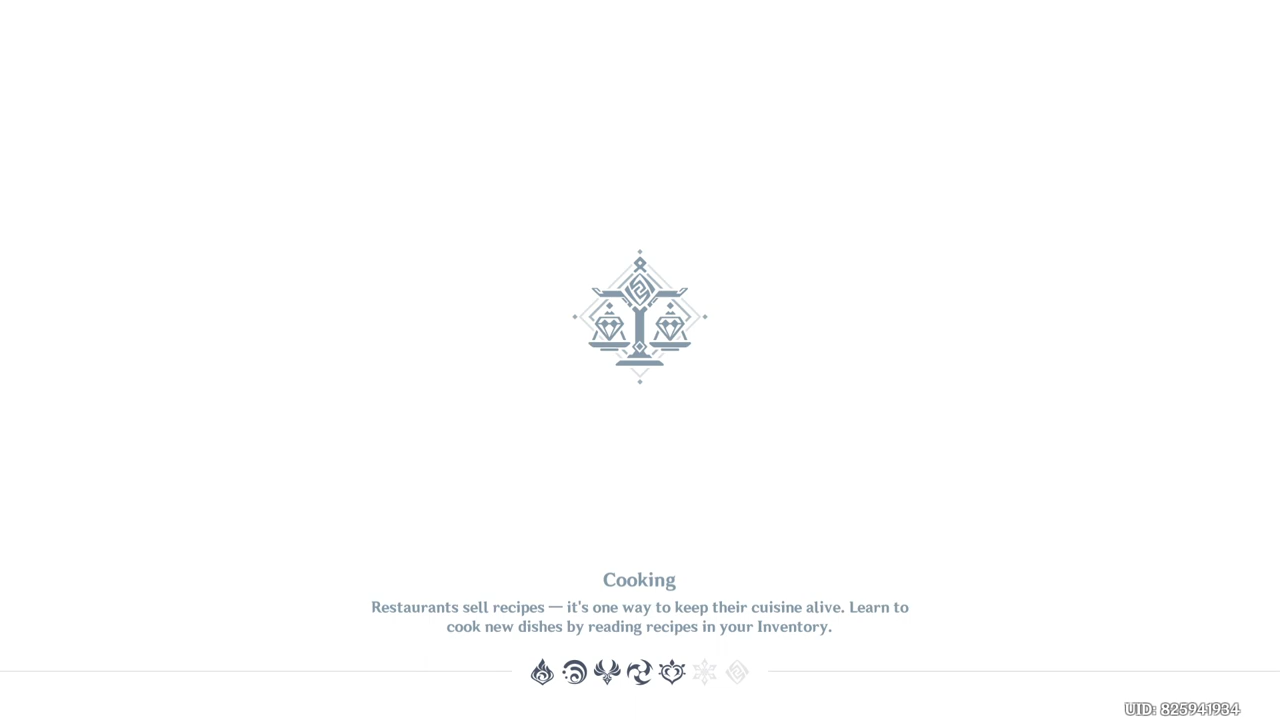 Cooking
Restaurants sell recipes — it's one way to keep their cuisine alive. Learn to
cook new dishes by reading recipes in your Inventory.
UID: 825941934